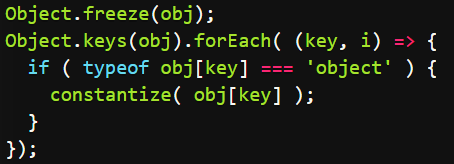 Object.freeze(obj);
Object.keys(obj).forEach( (key, i) => {
  if ( typeof obj[key] === 'object' ) {
    constantize( obj[key] );
  }
});